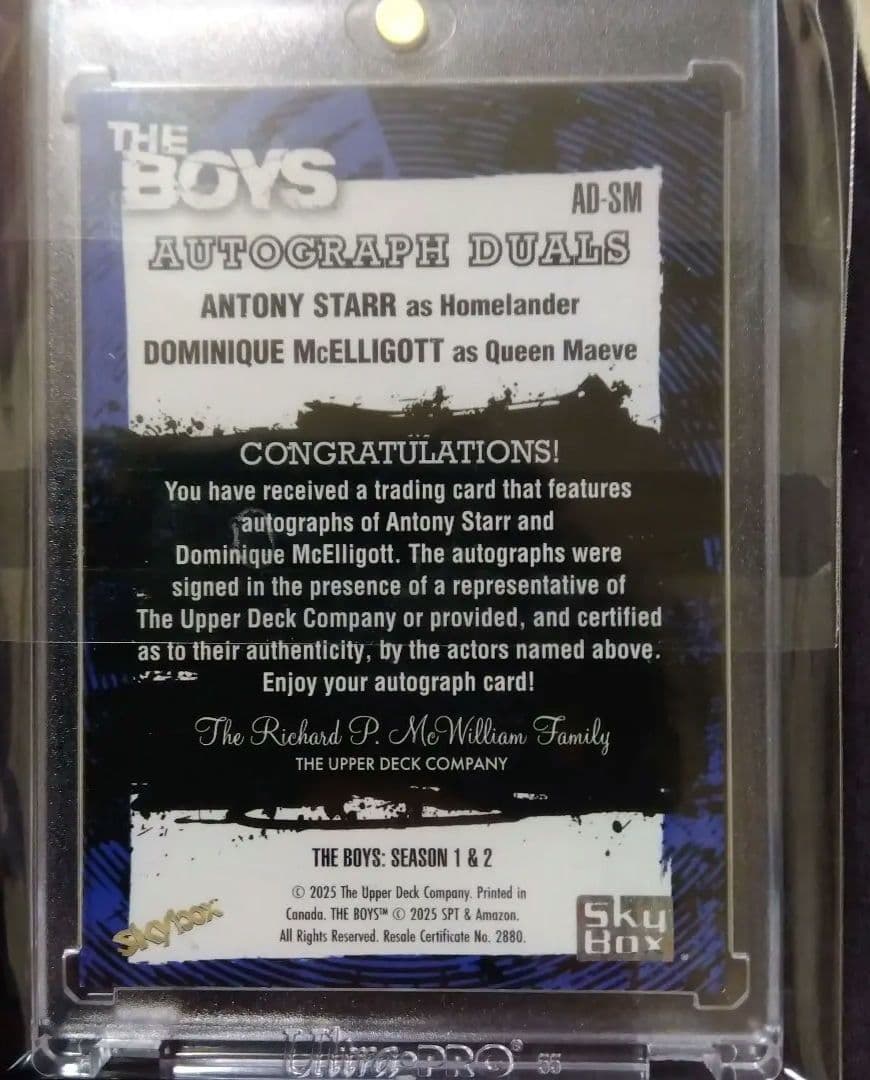 THE
BOYS
AD-SM
AUTOGRAPH DUALS
ANTONY STARR as Homelander
DOMINIQUE McELLIGOTT as Queen Maeve
CONGRATULATIONS!
You have received a trading card that features
autographs of Antony Starr and
Dominique McElligott. The autographs were
signed in the presence of a representative of
The Upper Deck Company or provided, and certified
as to their authenticity, by the actors named above.
Enjoy your autograph card!
The Richard P. McWilliam Family
THE UPPER DECK COMPANY
THE BOYS: SEASON 1 & 2
© 2025 The Upper Deck Company. Printed in
Canada. THE BOYS™ © 2025 SPT & Amazon.
All Rights Reserved. Resale Certificate No. 2880.
skybox
Sky
Box
Ultra•PRO® 55